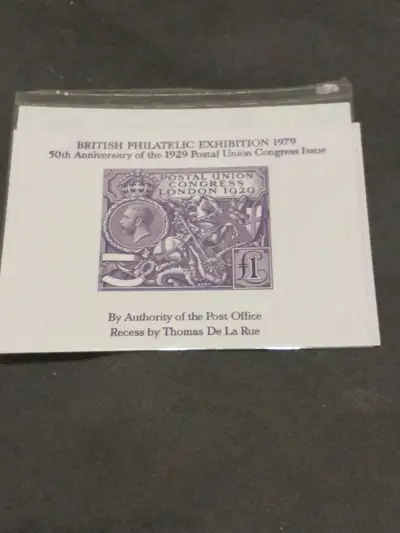 BRITISH PHILATELIC EXHIBITION 1979
50th Anniversary of the 1929 Postal Union Congress Issue
POSTAL UNION
CONGRESS
LONDON 1929
£1
By Authority of the Post Office
Recess by Thomas De La Rue